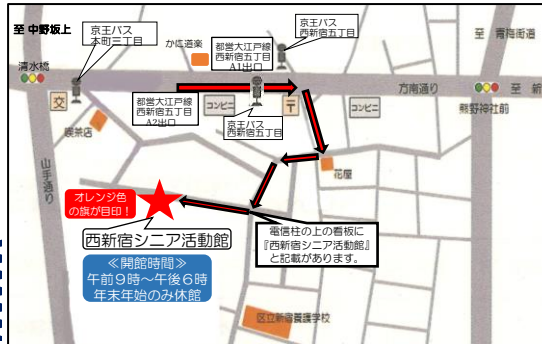 至 中野坂上
京王バス
本町三丁目
かに道楽
都営大江戸線
西新宿五丁目
A1出口
京王バス
西新宿五丁目
至 青梅街道
清水橋
交
喫茶店
都営大江戸線
西新宿五丁目
A2出口
コンビニ
京王バス
西新宿五丁目
〒
コンビニ
方南通り
至 新
熊野神社前
山手通り
花屋
オレンジ色
の旗が目印！
西新宿シニア活動館
≪開館時間≫
午前９時～午後６時
年末年始のみ休館
電信柱の上の看板に
『西新宿シニア活動館』
と記載があります。
区立新宿養護学校